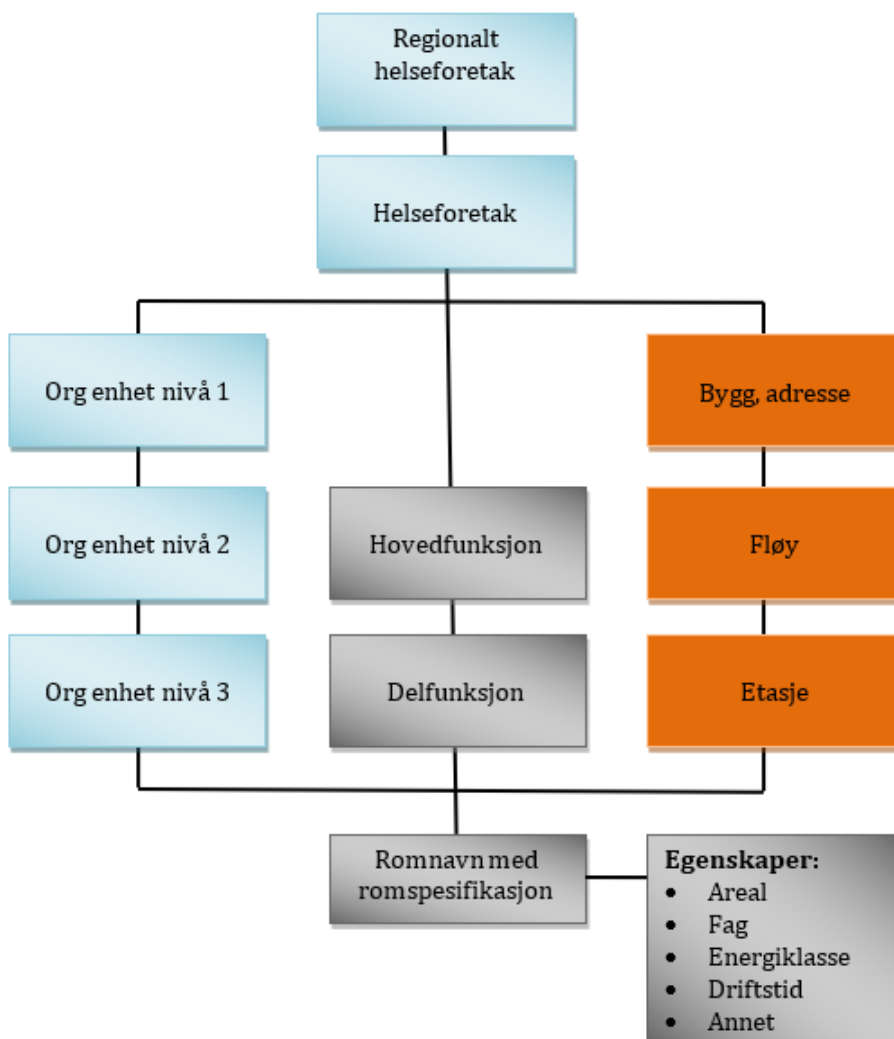 Regionalt
helseforetak
Helseforetak
Org enhet nivå 1
Bygg, adresse
Org enhet nivå 2
Hovedfunksjon
Fløy
Org enhet nivå 3
Delfunksjon
Etasje
Romnavn med
romspesifikasjon
Egenskaper:
• Areal
• Fag
• Energiklasse
• Driftstid
• Annet